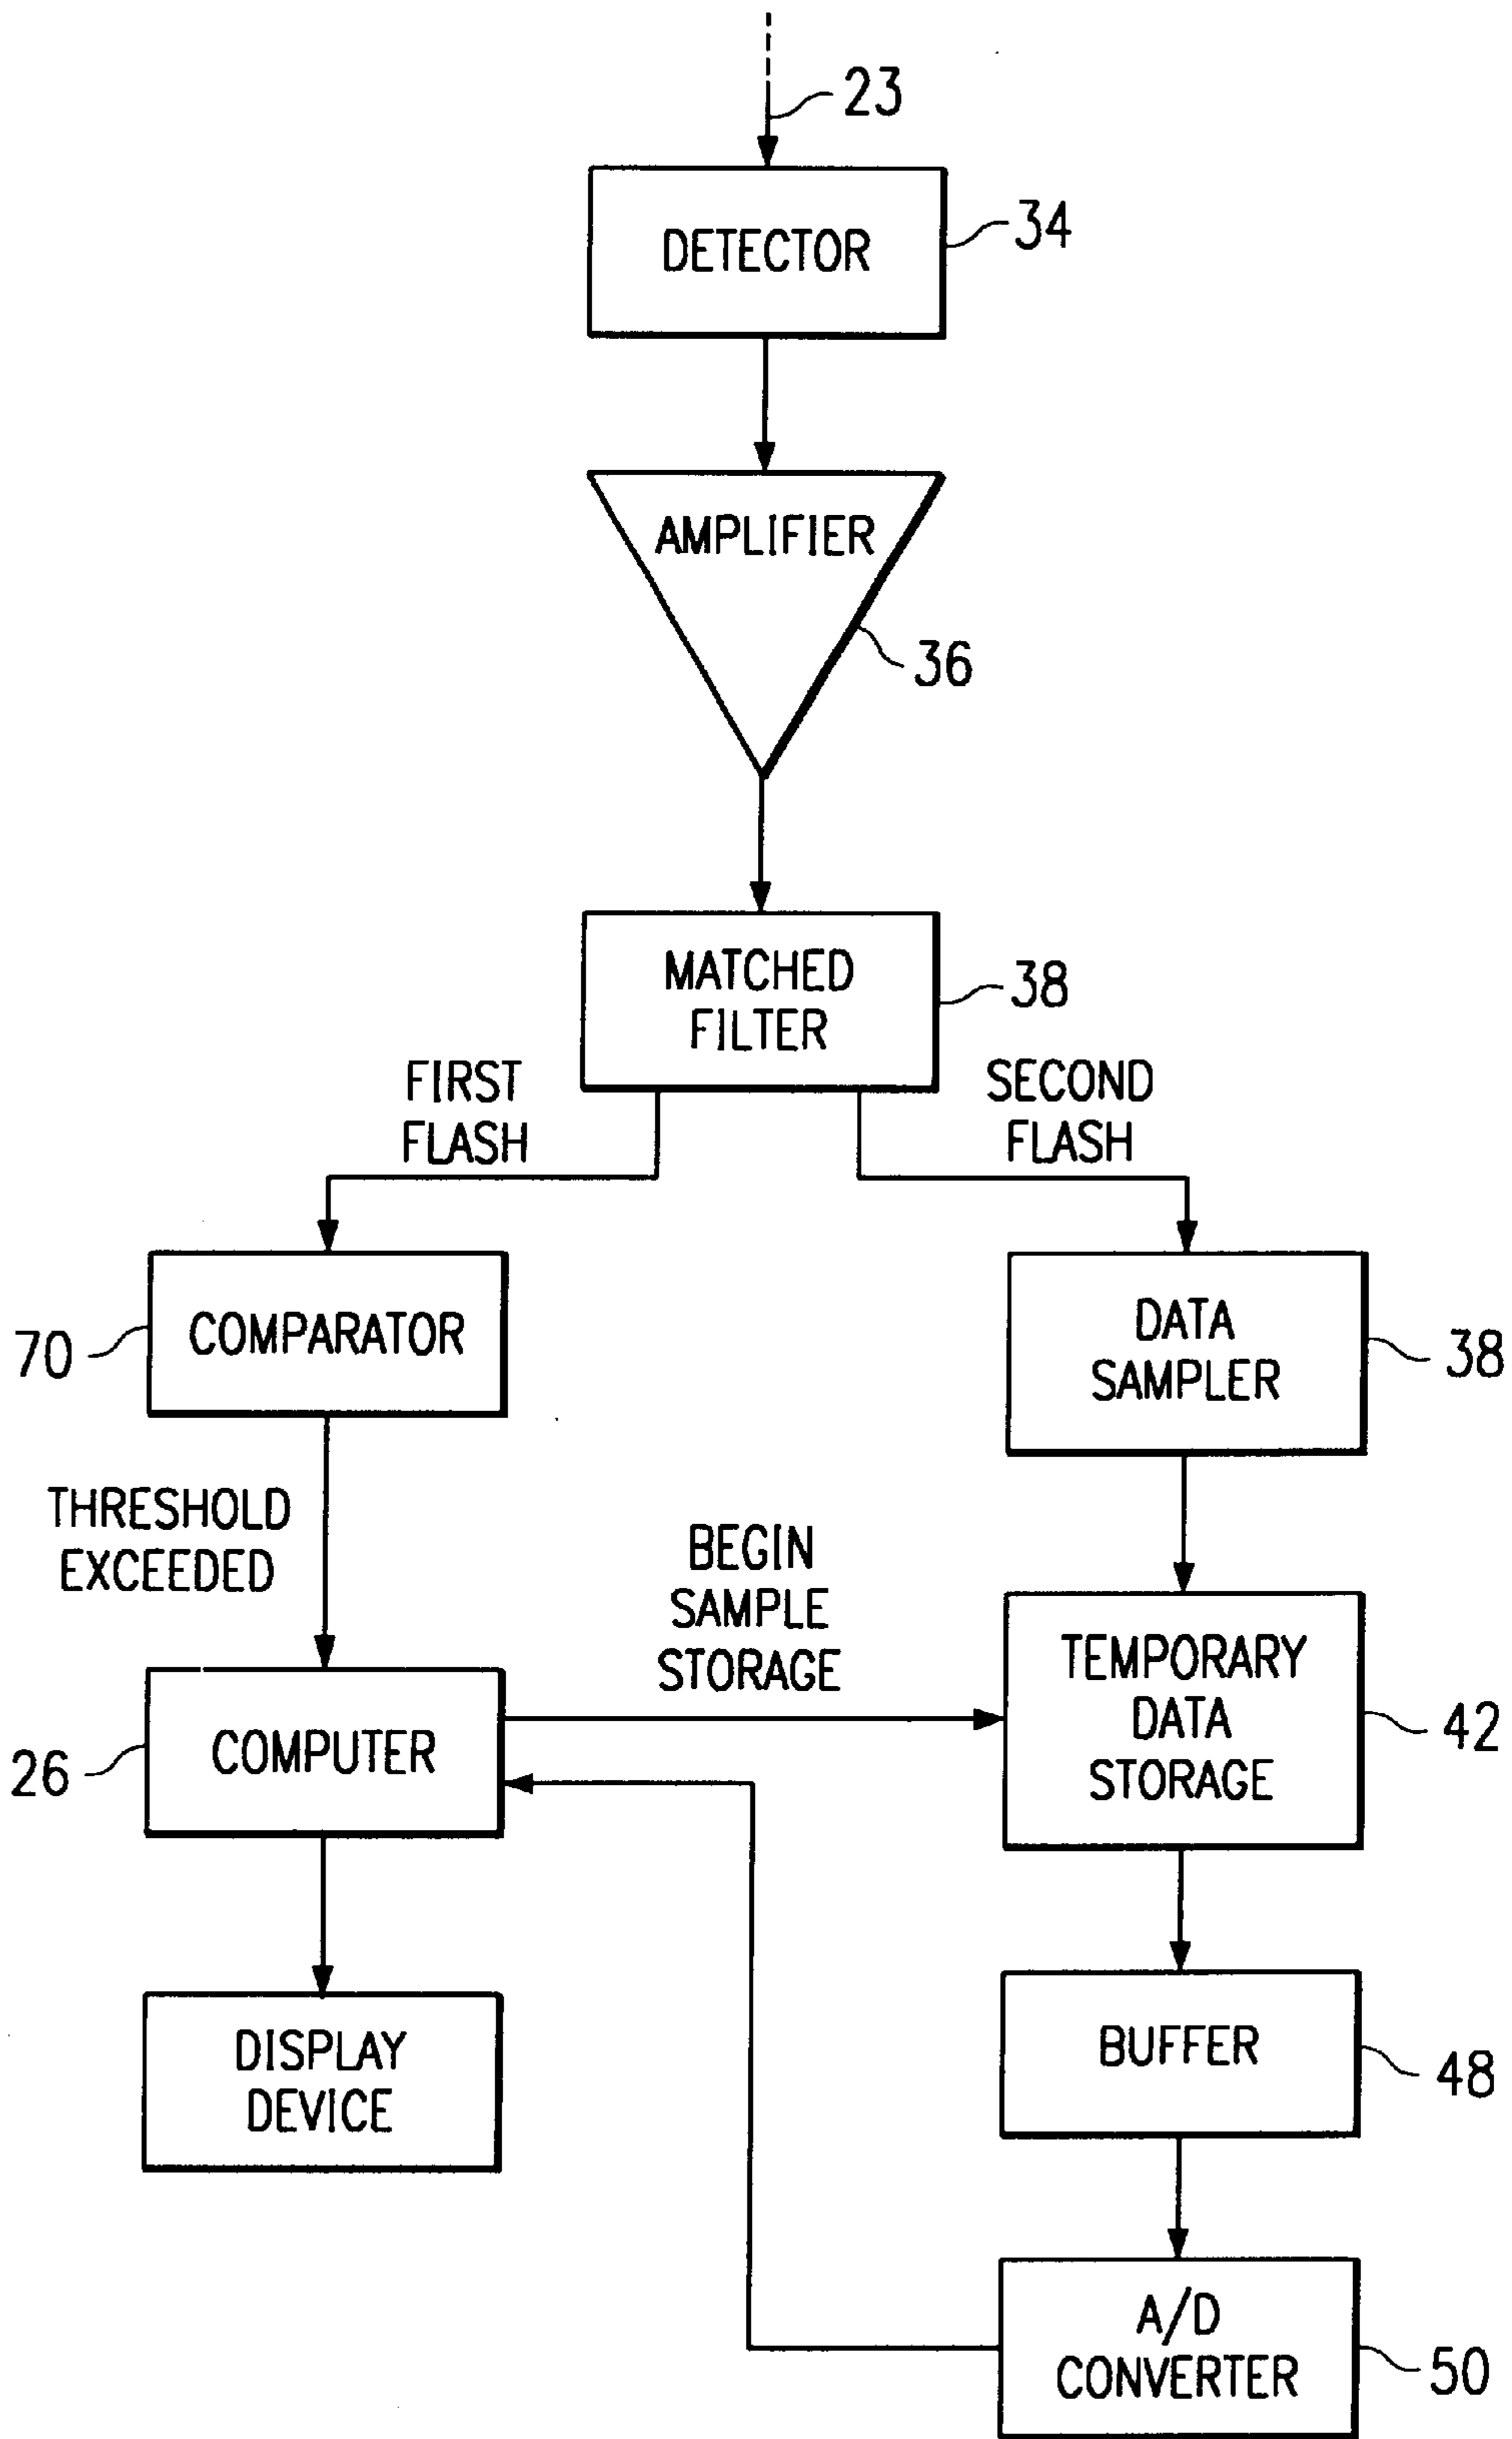 23
DETECTOR
34
AMPLIFIER
36
MATCHED
FILTER
38
FIRST
FLASH
SECOND
FLASH
COMPARATOR
70
DATA
SAMPLER
38
THRESHOLD
EXCEEDED
BEGIN
SAMPLE
STORAGE
TEMPORARY
DATA
STORAGE
42
COMPUTER
26
DISPLAY
DEVICE
BUFFER
48
A/D
CONVERTER
50